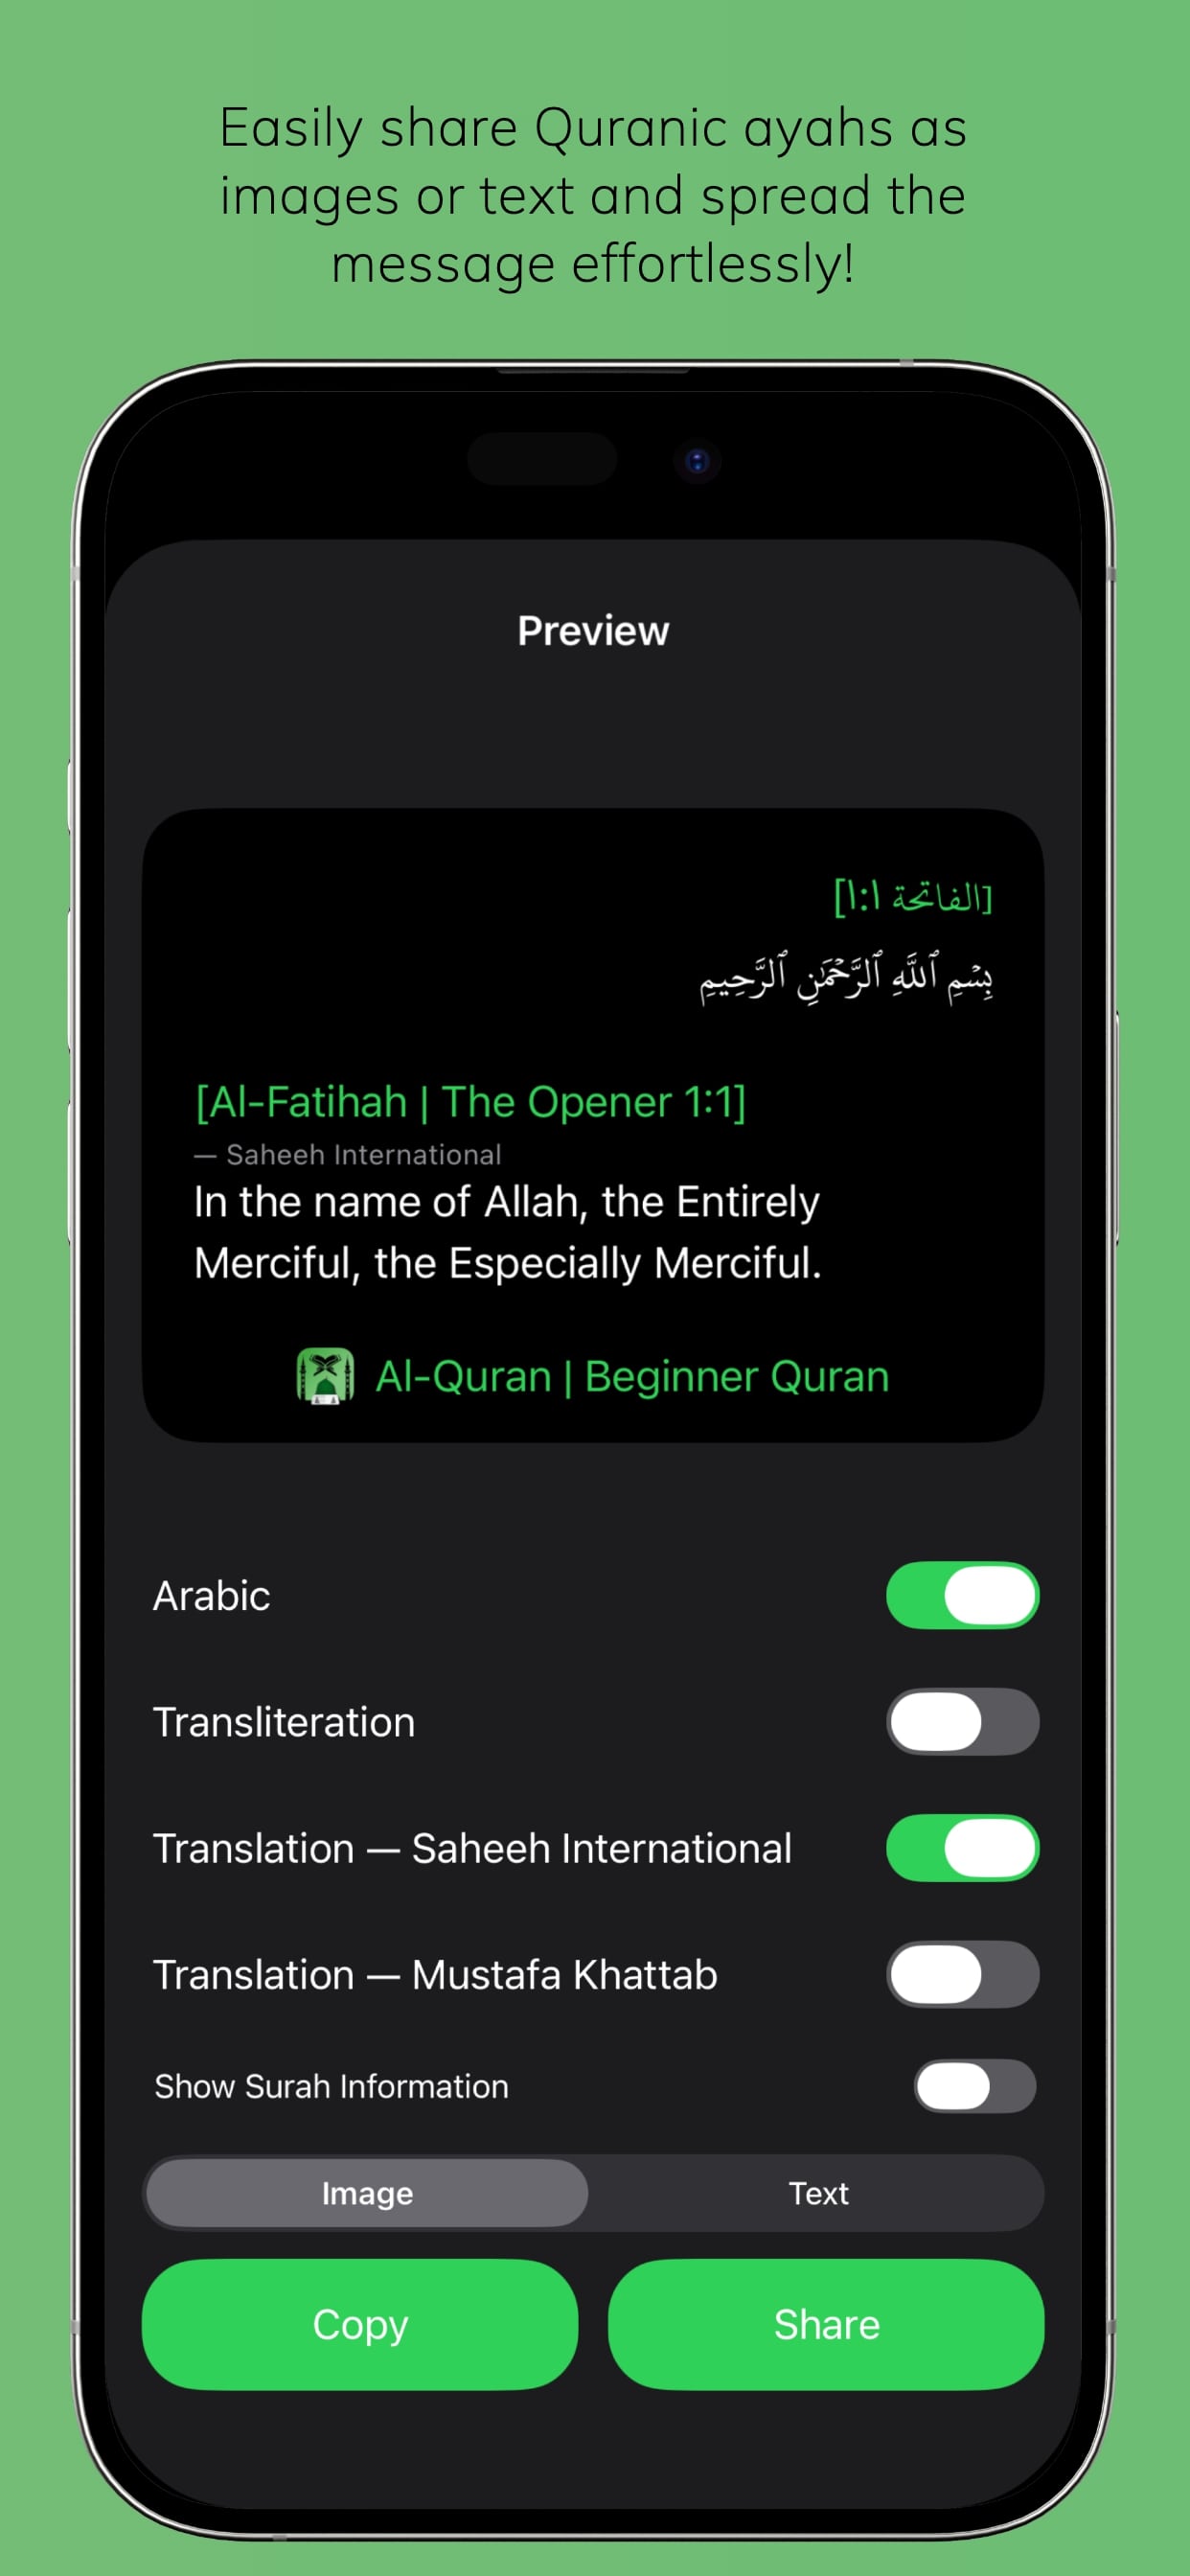 Easily share Quranic ayahs as
images or text and spread the
message effortlessly!
Preview
[الفاتحة ١:١]
بِسۡمِ ٱللَّهِ ٱلرَّحۡمَٰنِ ٱلرَّحِيمِ
[Al-Fatihah | The Opener 1:1]
— Saheeh International
In the name of Allah, the Entirely
Merciful, the Especially Merciful.
Al-Quran | Beginner Quran
Arabic
Transliteration
Translation — Saheeh International
Translation — Mustafa Khattab
Show Surah Information
Image
Text
Copy
Share